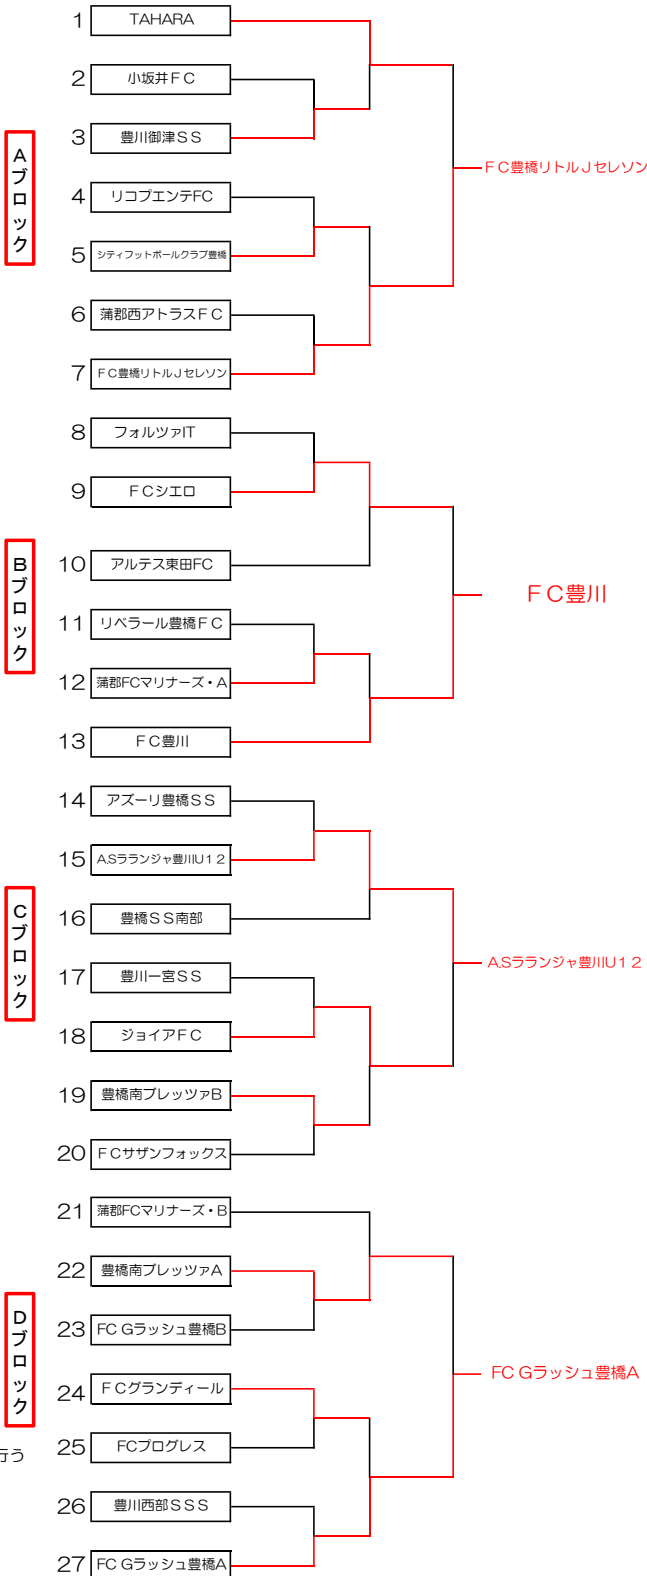 1 TAHARA
2 小坂井ＦＣ
3 豊川御津ＳＳ
Aブロック
ＦＣ豊橋リトルＪセレソン
4 リコプエンテFC
5 シティフットボールクラブ豊橋
6 蒲郡西アトラスＦＣ
7 ＦＣ豊橋リトルＪセレソン
8 フォルツァIT
9 ＦＣシエロ
Bブロック
10 アルテス東田FC
ＦＣ豊川
11 リベラール豊橋ＦＣ
12 蒲郡FCマリナーズ・A
13 ＦＣ豊川
14 アズーリ豊橋ＳＳ
15 A.Sラランジャ豊川U１２
Cブロック
16 豊橋ＳＳ南部
A.Sラランジャ豊川U１２
17 豊川一宮ＳＳ
18 ジョイアＦＣ
19 豊橋南プレッツァB
20 ＦＣサザンフォックス
21 蒲郡FCマリナーズ・B
22 豊橋南プレッツァA
Dブロック
23 FC Gラッシュ豊橋B
FC Gラッシュ豊橋A
24 ＦＣグランディール
25 FCプログレス
行う
26 豊川西部ＳＳＳ
27 FC Gラッシュ豊橋A